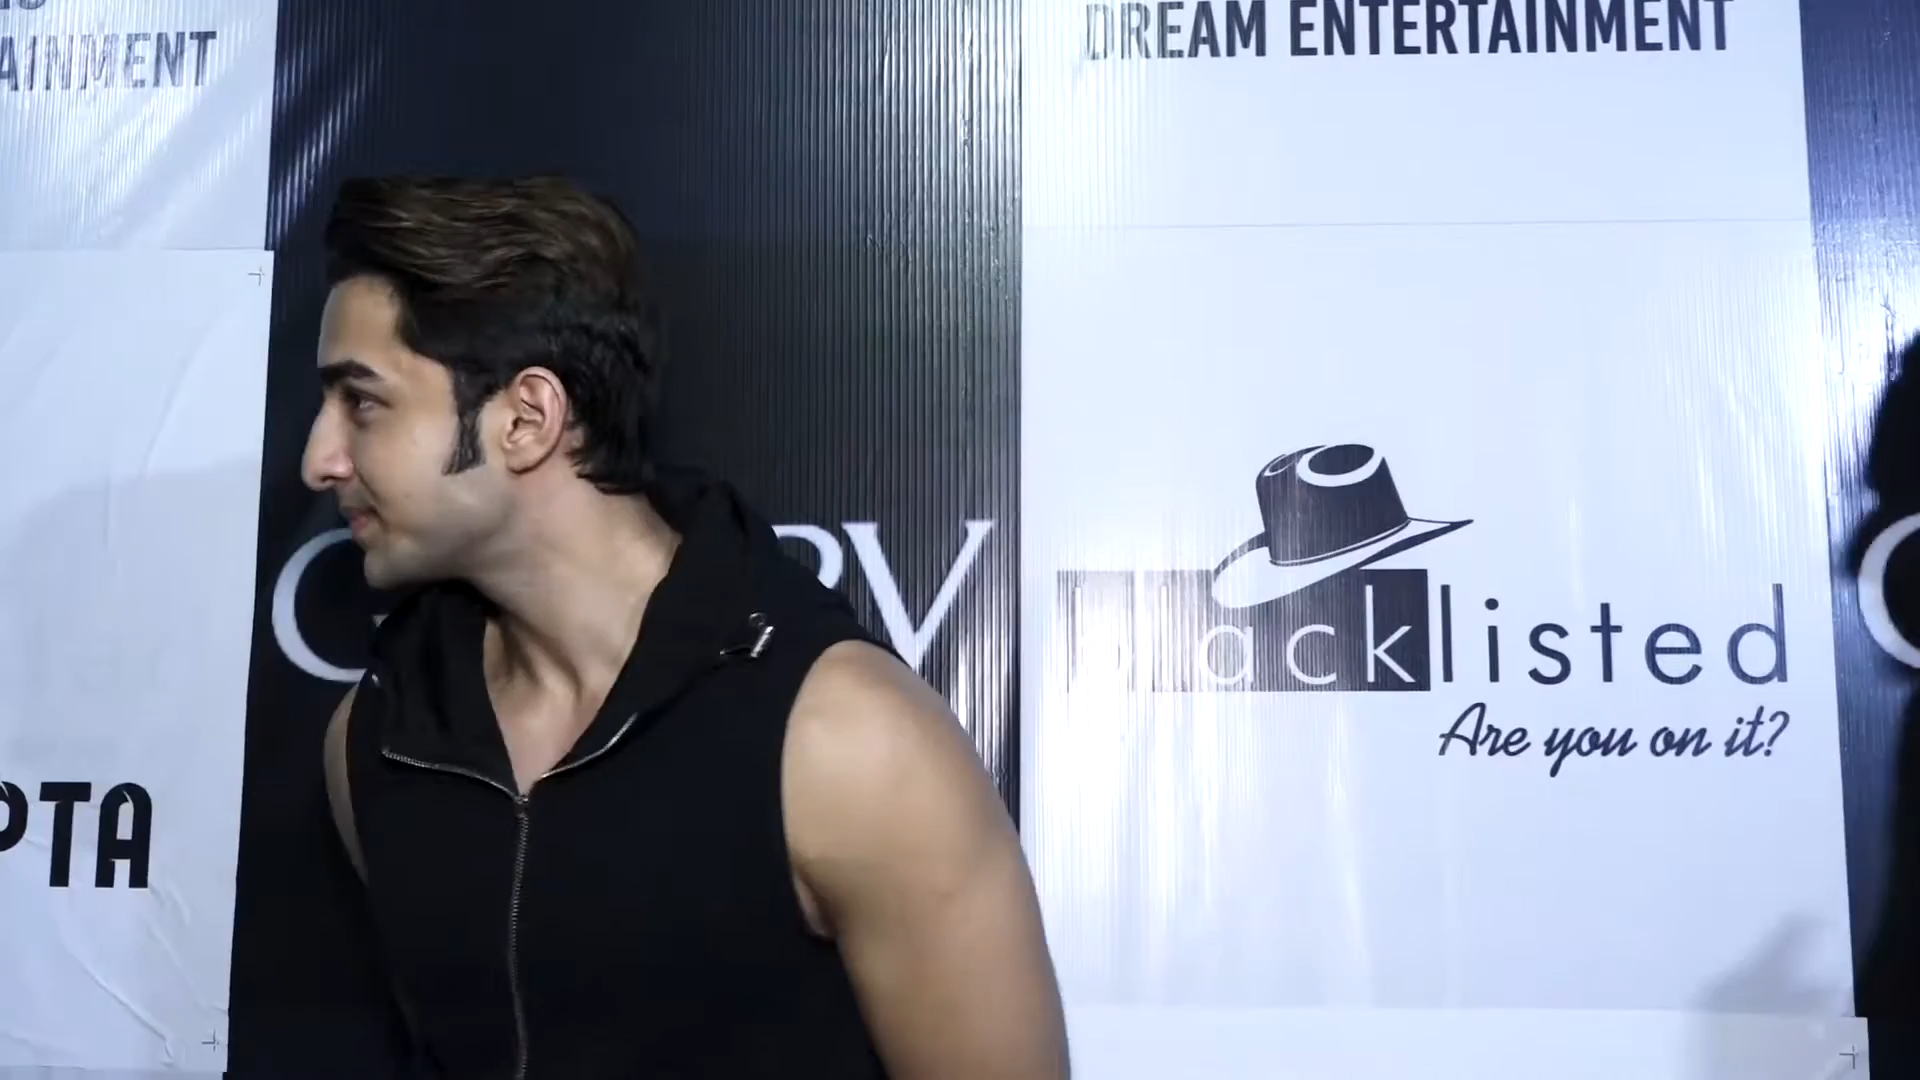 DREAM ENTERTAINMENT
AINMENT
blacklisted
Are you on it?
PTA